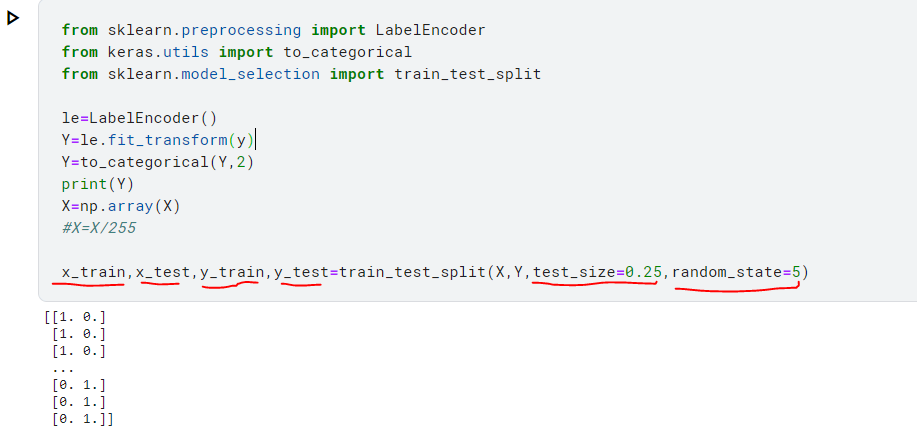 from sklearn.preprocessing import LabelEncoder
from keras.utils import to_categorical
from sklearn.model_selection import train_test_split
le=LabelEncoder()
Y=le.fit_transform(y)
Y=to_categorical(Y,2)
print(Y)
X=np.array(X)
#X=X/255
x_train,x_test,y_train,y_test=train_test_split(X,Y,test_size=0.25,random_state=5)
[[1. 0.]
[1. 0.]
[1. 0.]
...
[0. 1.]
[0. 1.]
[0. 1.]]